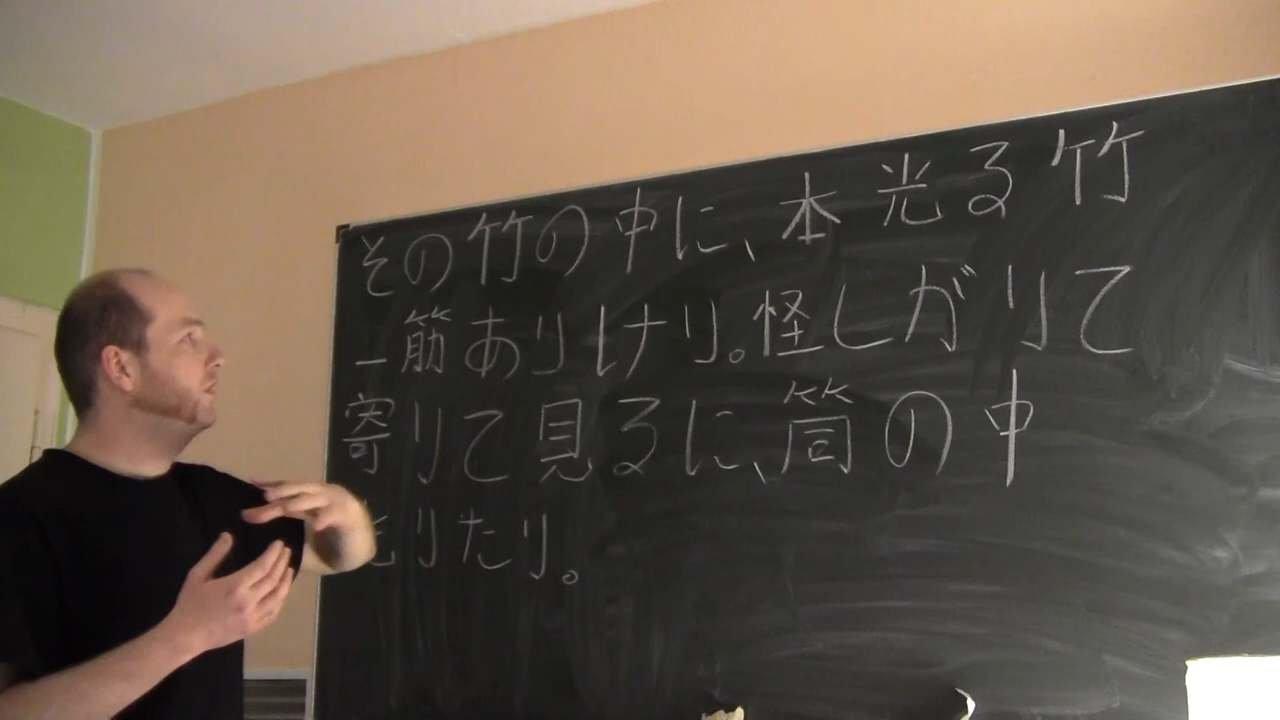 その竹の中に、本光る竹
一筋ありけり。怪しがりて
寄りて見るに、筒の中
光りたり。